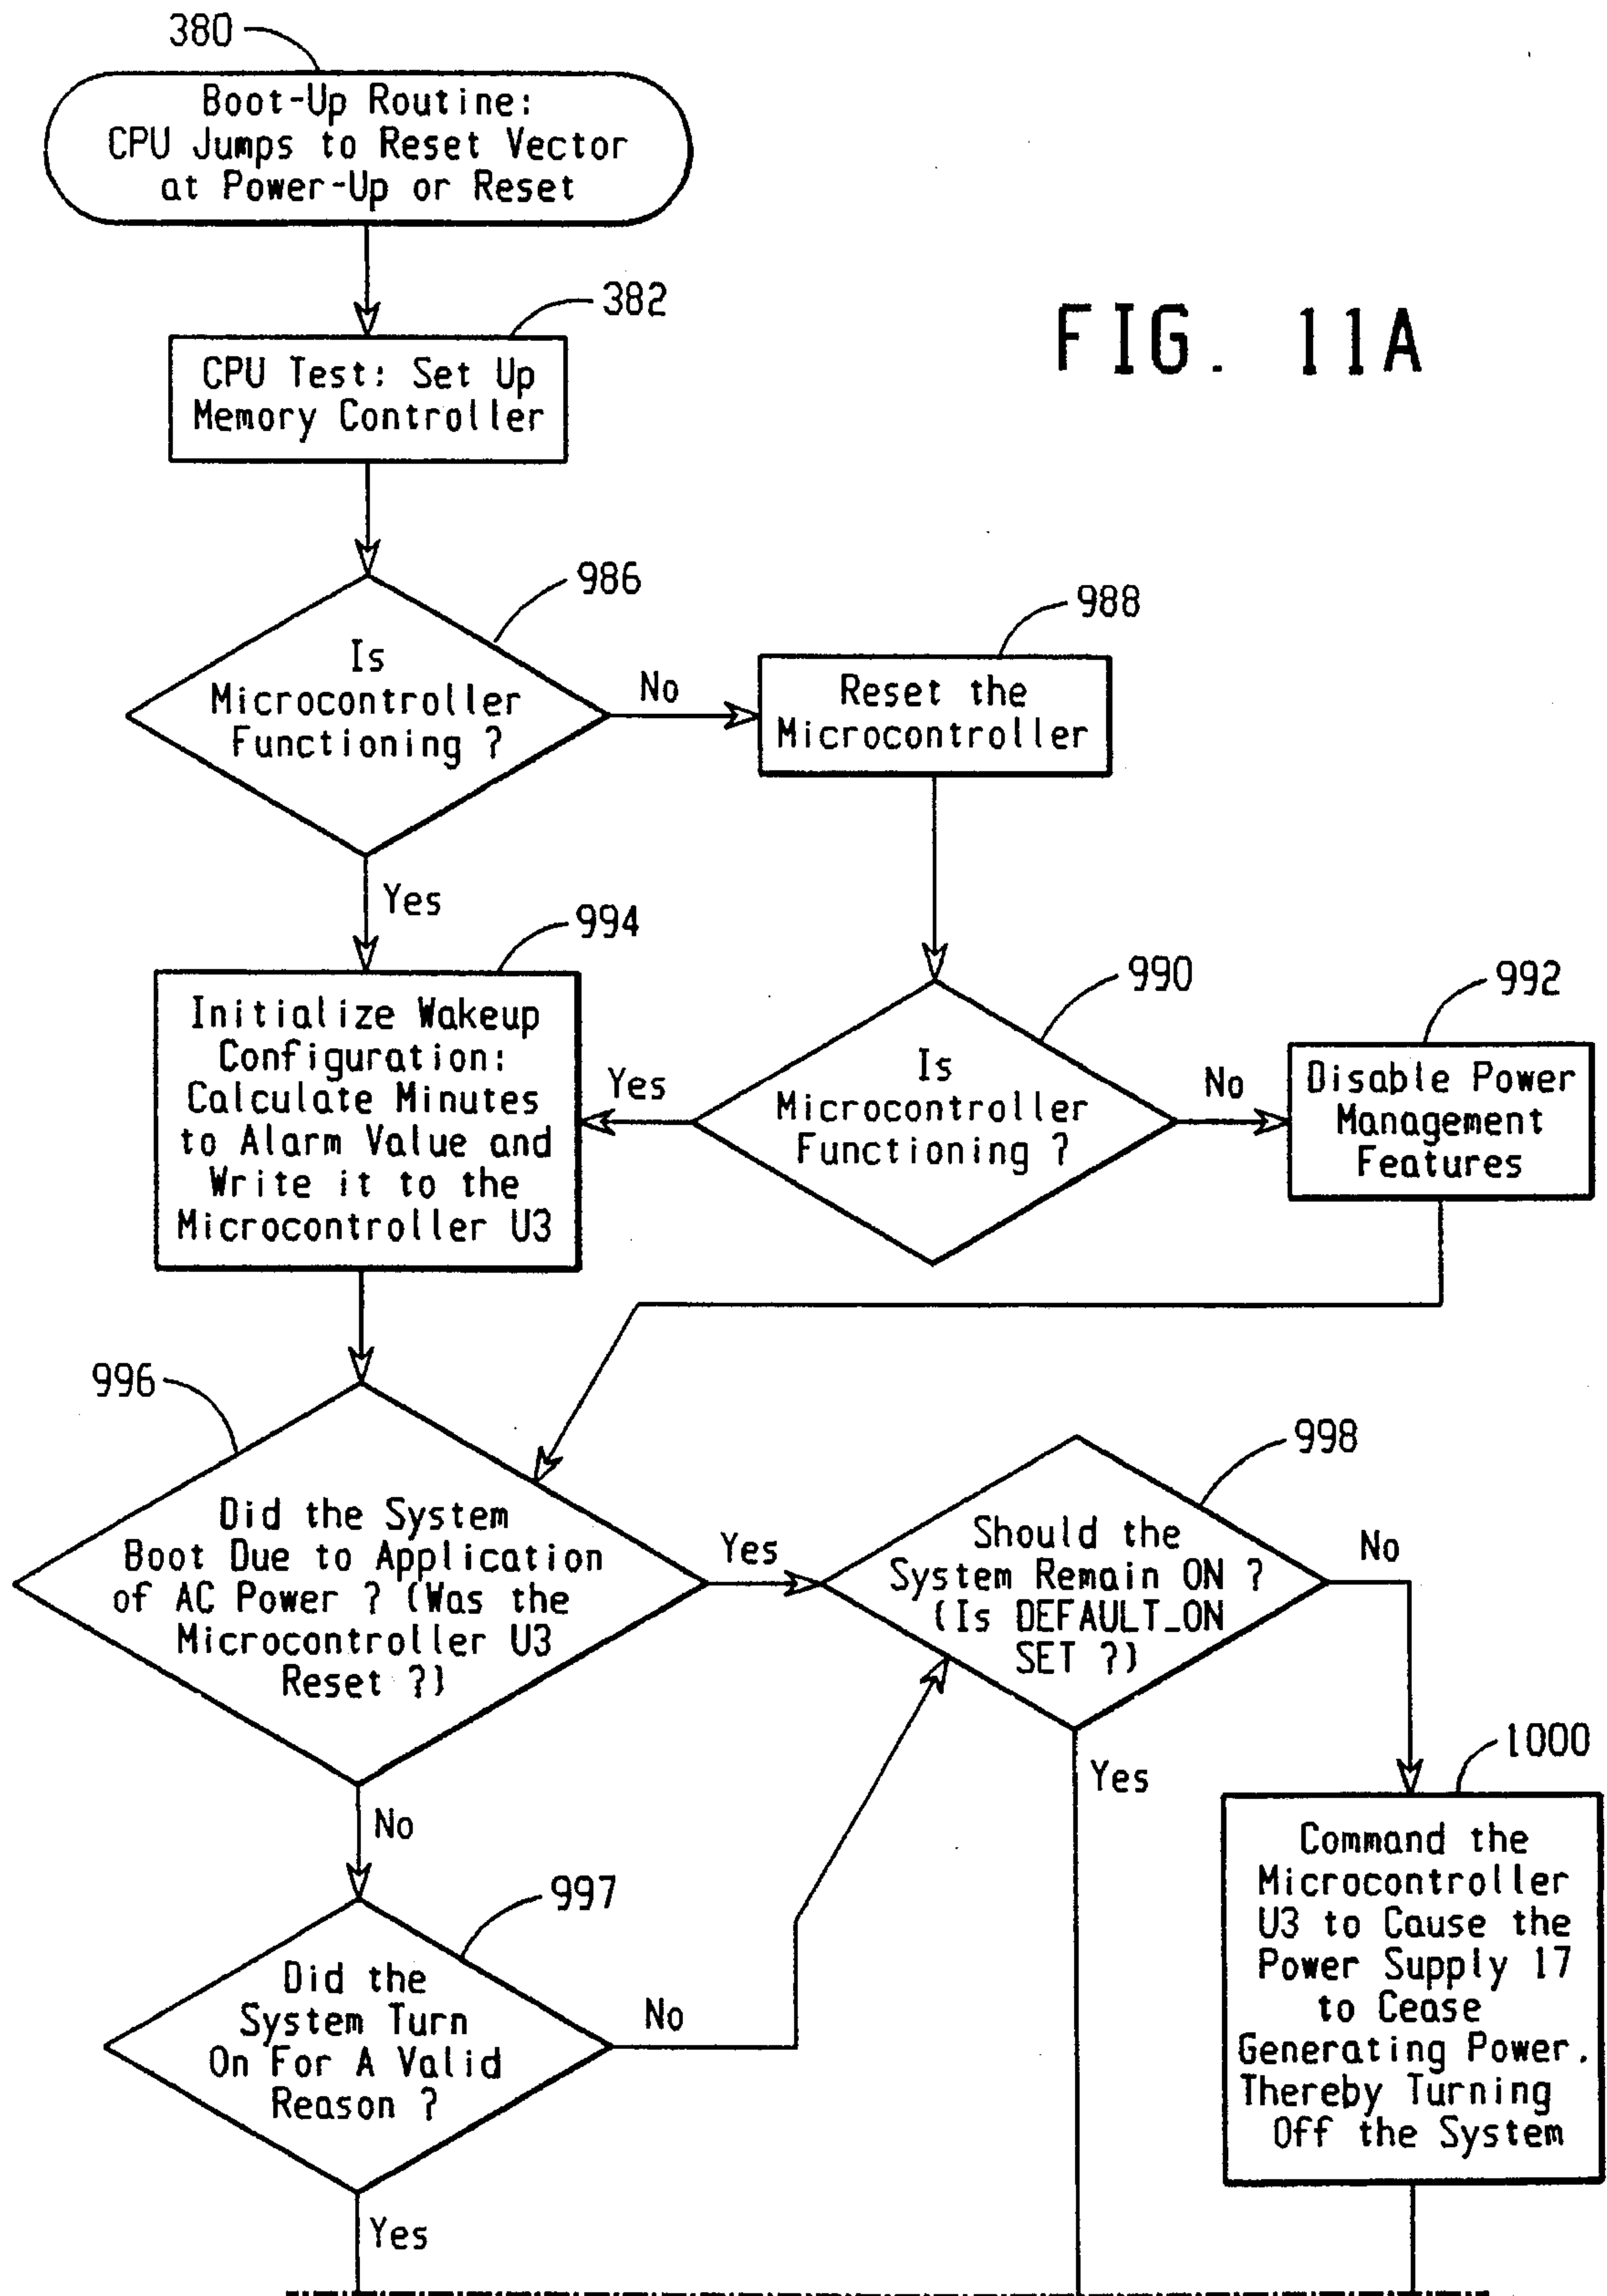 380
Boot-Up Routine:
CPU Jumps to Reset Vector
at Power-Up or Reset
382
CPU Test: Set Up
Memory Controller
FIG. 11A
986
Is
Microcontroller
Functioning ?
No
988
Reset the
Microcontroller
Yes
994
Initialize Wakeup
Configuration:
Calculate Minutes
to Alarm Value and
Write it to the
Microcontroller U3
Yes
990
Is
Microcontroller
Functioning ?
No
992
Disable Power
Management
Features
996
Did the System
Boot Due to Application
of AC Power ? (Was the
Microcontroller U3
Reset ?)
Yes
998
Should the
System Remain ON ?
(Is DEFAULT_ON
SET ?)
No
Yes
1000
Command the
Microcontroller
U3 to Cause the
Power Supply 17
to Cease
Generating Power.
Thereby Turning
Off the System
No
997
Did the
System Turn
On For A Valid
Reason ?
No
Yes